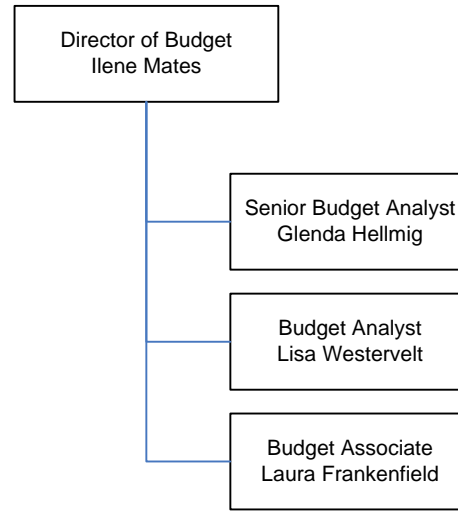 Director of Budget
Ilene Mates
Senior Budget Analyst
Glenda Hellmig
Budget Analyst
Lisa Westervelt
Budget Associate
Laura Frankenfield